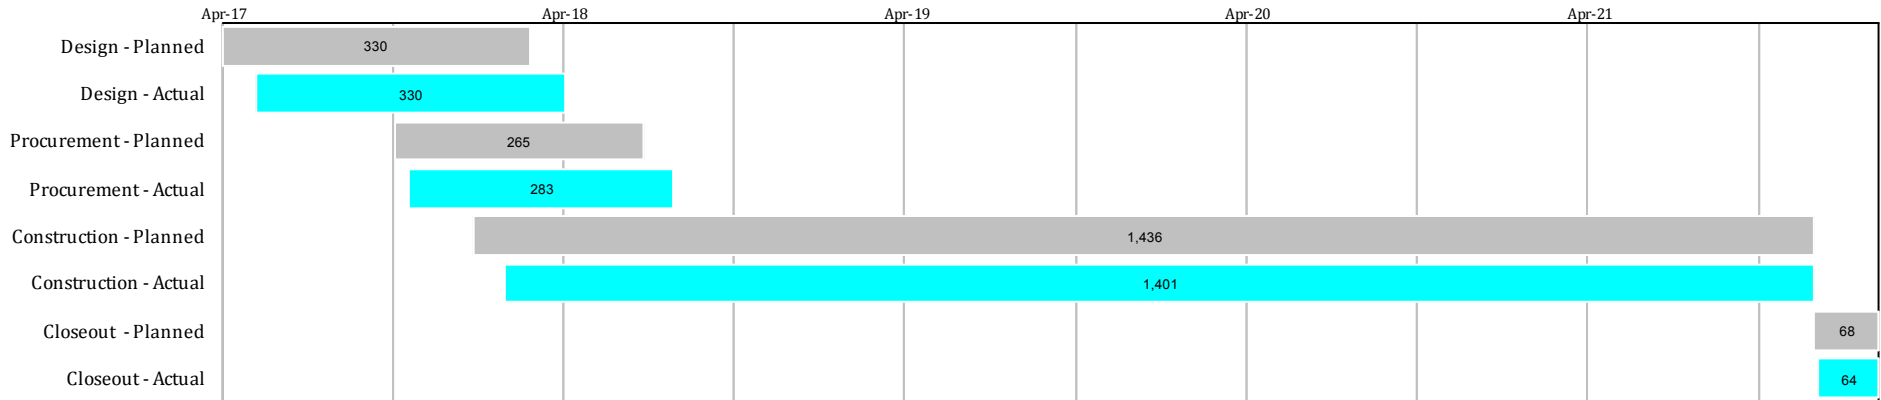 Apr-17 Apr-18 Apr-19 Apr-20 Apr-21
Design - Planned 330
Design - Actual 330
Procurement - Planned 265
Procurement - Actual 283
Construction - Planned 1,436
Construction - Actual 1,401
Closeout - Planned 68
Closeout - Actual 64